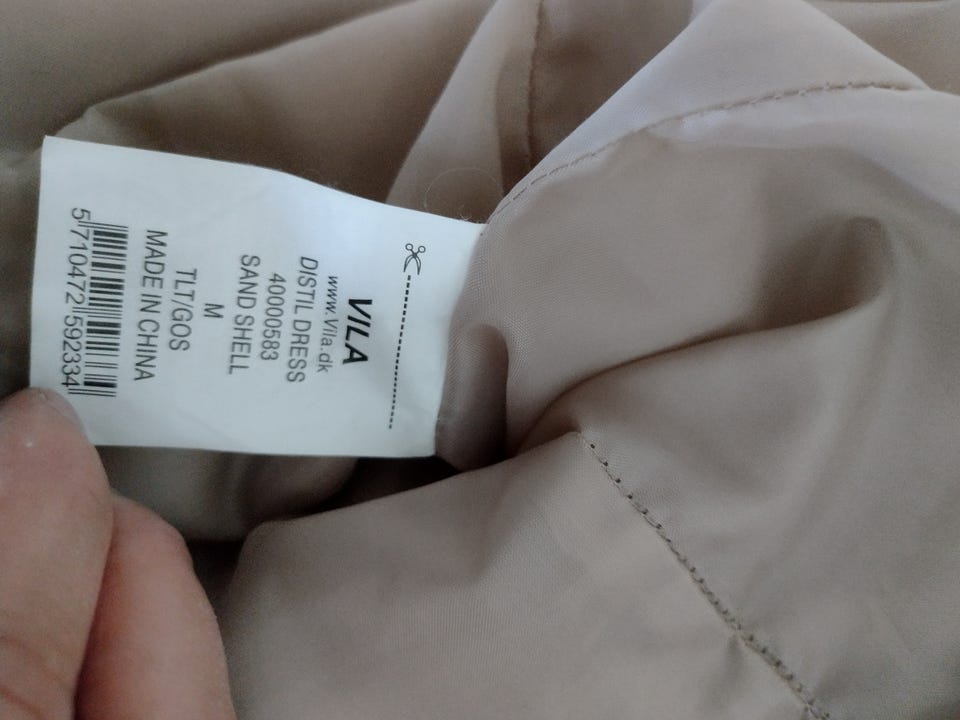 VILA
www.Vila.dk
DISTIL DRESS
40000583
SAND SHELL
M
TLT/GOS
MADE IN CHINA
5710472592334